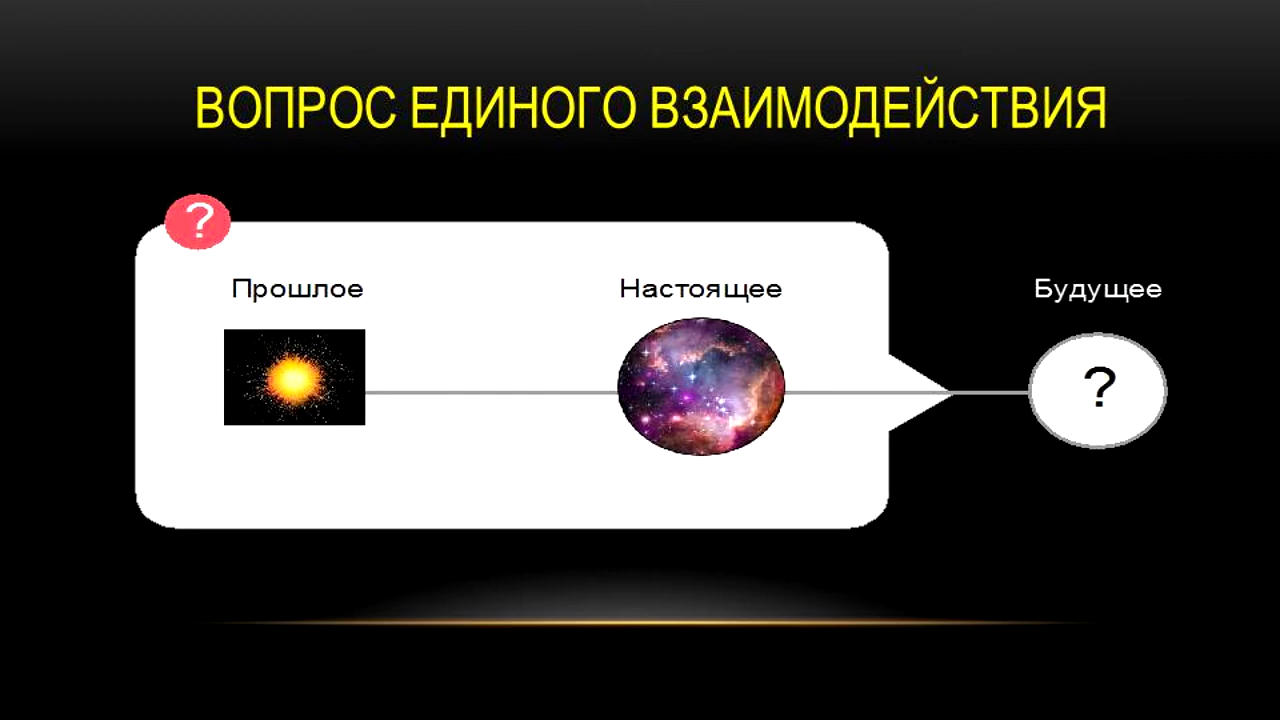 ВОПРОС ЕДИНОГО ВЗАИМОДЕЙСТВИЯ
?
Прошлое
Настоящее
Будущее
?